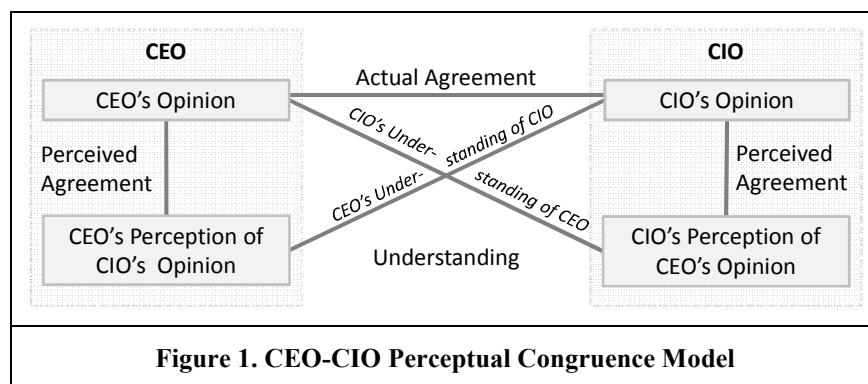 CEO
CIO
Actual Agreement
CEO's Opinion
CIO's Opinion
CIO's Under-
standing of CIO
Perceived
Agreement
Perceived
Agreement
CEO's Under-
standing of CEO
CEO's Perception of
CIO's Opinion
Understanding
CIO's Perception of
CEO's Opinion
Figure 1. CEO-CIO Perceptual Congruence Model